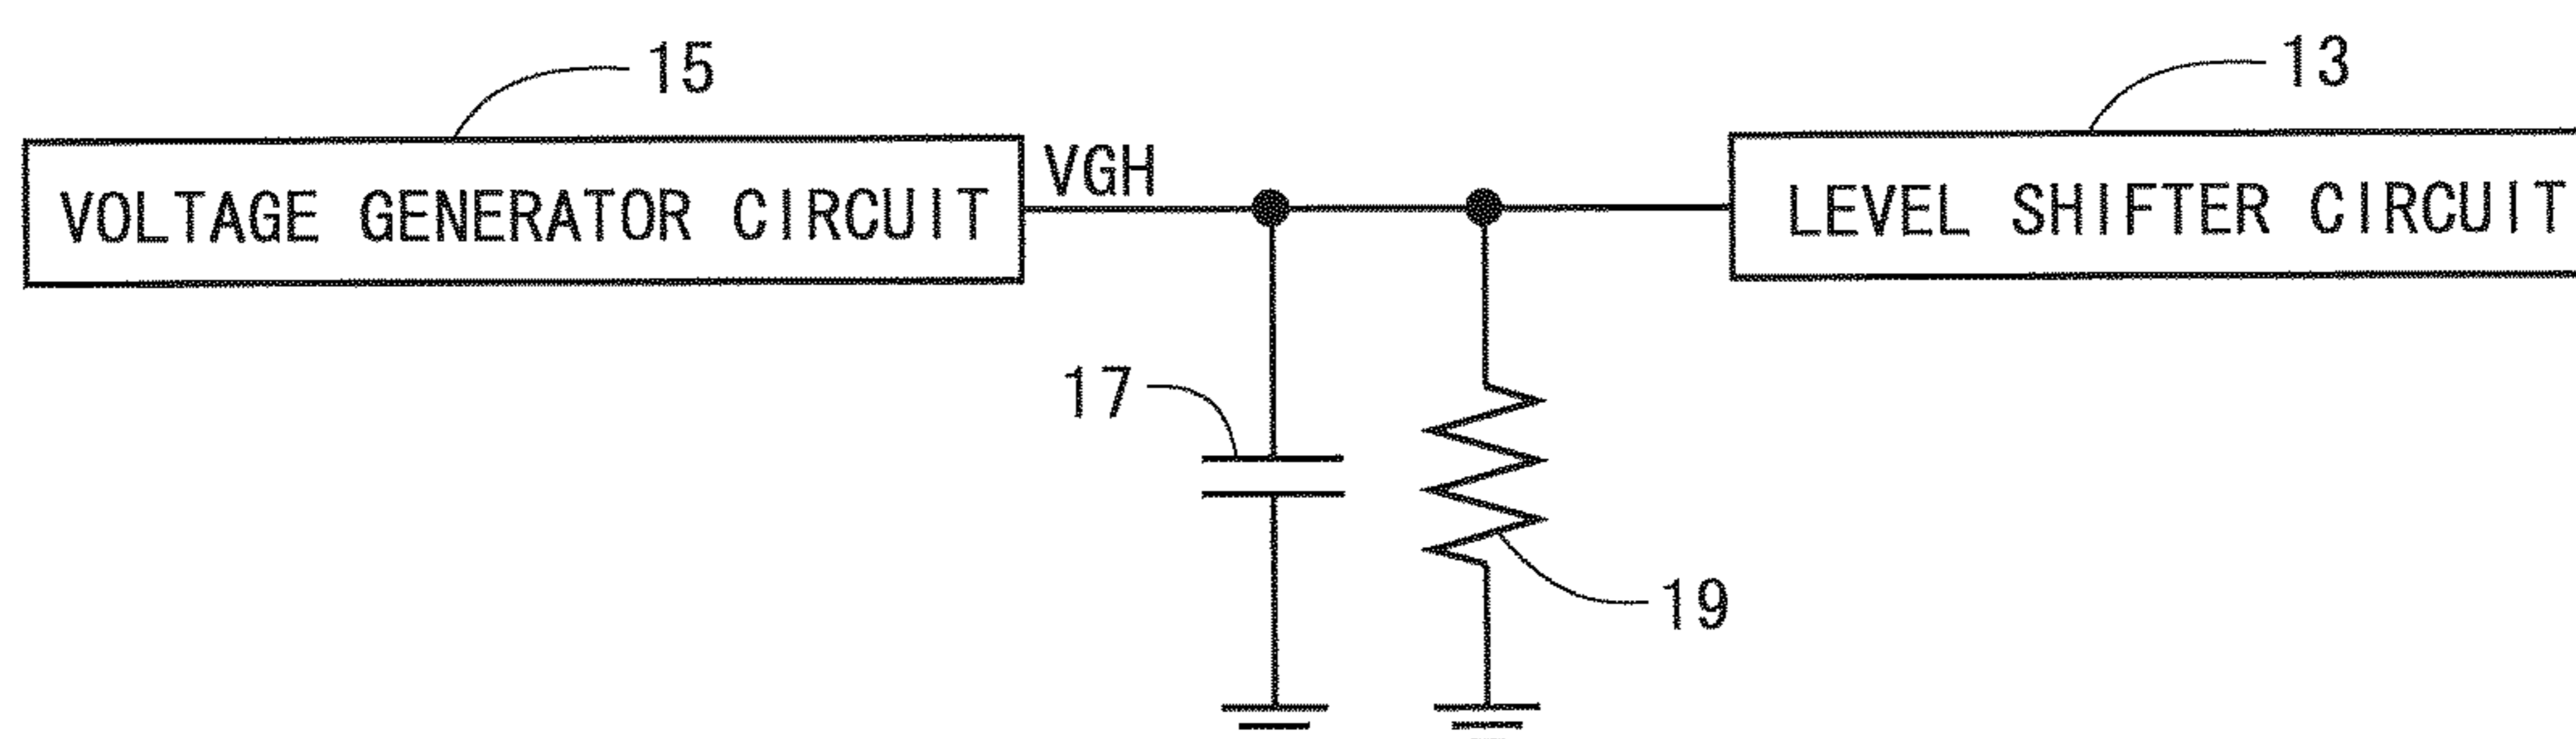 15
13
VGH
VOLTAGE GENERATOR CIRCUIT
LEVEL SHIFTER CIRCUIT
17
19